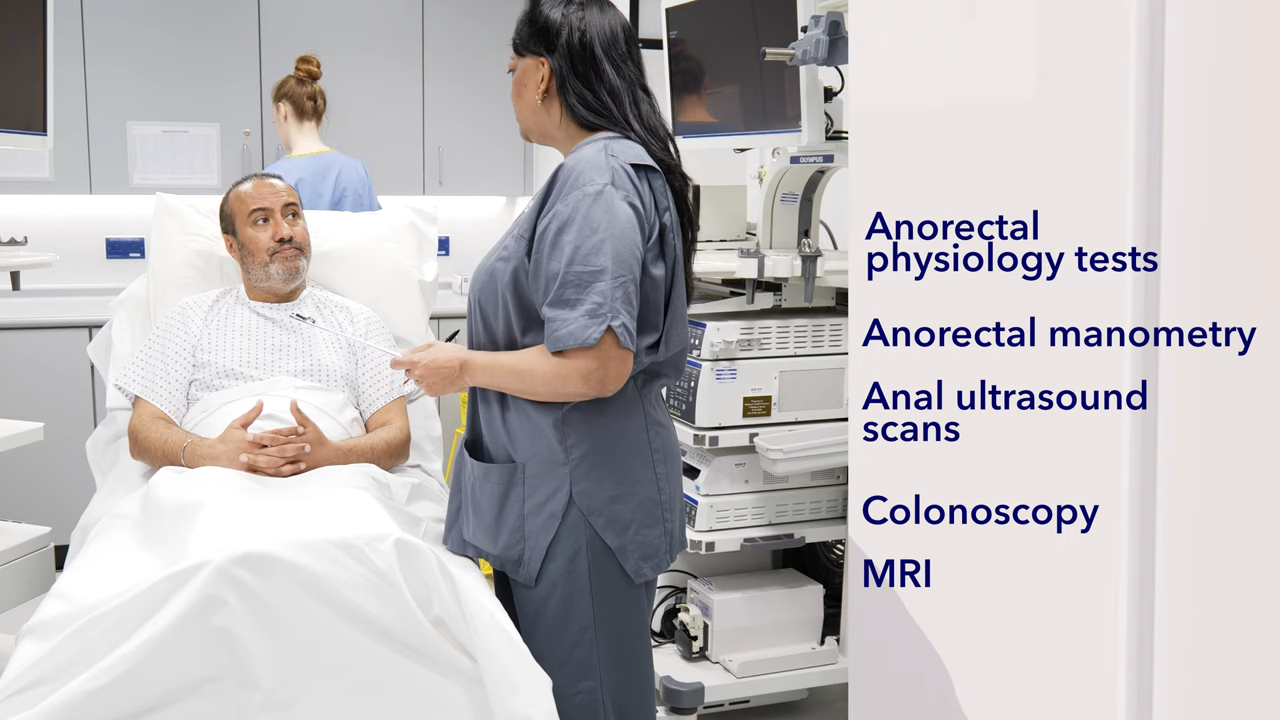 OLYMPUS
Anorectal
physiology tests
Anorectal manometry
Anal ultrasound
scans
Colonoscopy
MRI